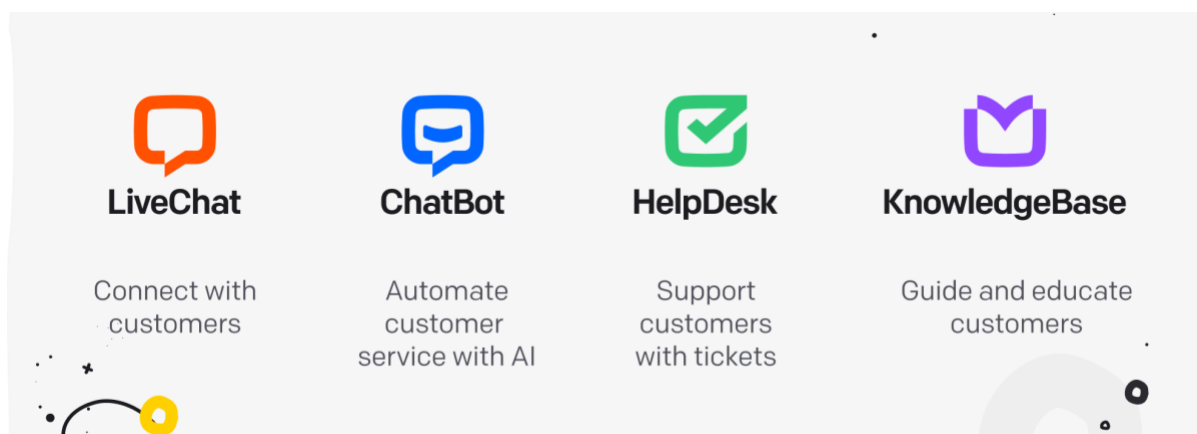 LiveChat
Connect with
customers
ChatBot
Automate
customer
service with AI
HelpDesk
Support
customers
with tickets
KnowledgeBase
Guide and educate
customers